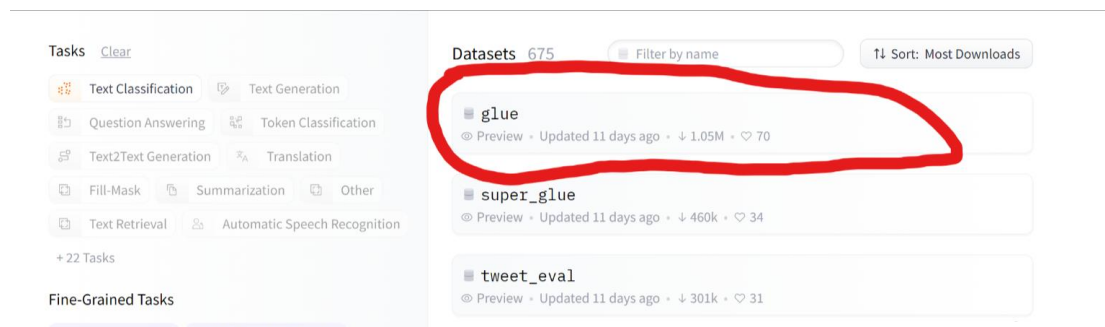 Tasks Clear
Text Classification
Text Generation
Question Answering
Token Classification
Text2Text Generation
Translation
Fill-Mask
Summarization
Other
Text Retrieval
Automatic Speech Recognition
+ 22 Tasks
Fine-Grained Tasks
Datasets 675
Filter by name
↑↓ Sort: Most Downloads
glue
Preview • Updated 11 days ago • ↓ 1.05M • ♡ 70
super_glue
Preview • Updated 11 days ago • ↓ 460k • ♡ 34
tweet_eval
Preview • Updated 11 days ago • ↓ 301k • ♡ 31